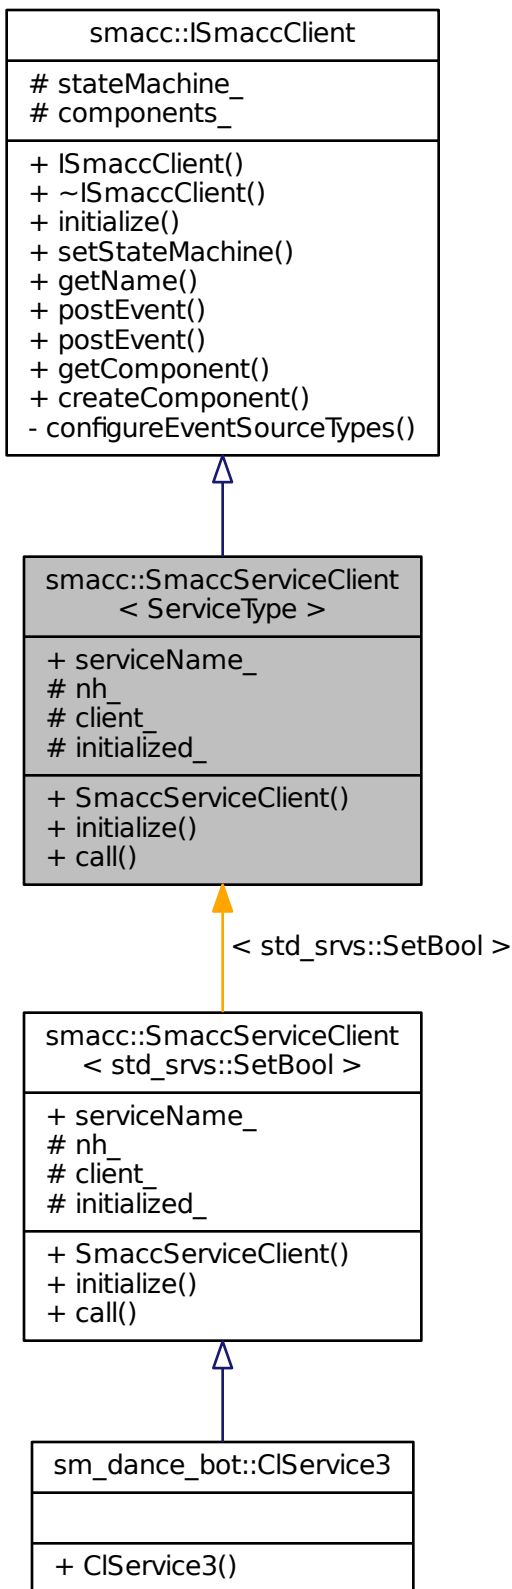 smacc::ISmaccClient
# stateMachine_
# components_
+ ISmaccClient()
+ ~ISmaccClient()
+ initialize()
+ setStateMachine()
+ getName()
+ postEvent()
+ postEvent()
+ getComponent()
+ createComponent()
- configureEventSourceTypes()
smacc::SmaccServiceClient
< ServiceType >
+ serviceName_
# nh_
# client_
# initialized_
+ SmaccServiceClient()
+ initialize()
+ call()
< std_srvs::SetBool >
smacc::SmaccServiceClient
< std_srvs::SetBool >
+ serviceName_
# nh_
# client_
# initialized_
+ SmaccServiceClient()
+ initialize()
+ call()
sm_dance_bot::ClService3
+ ClService3()